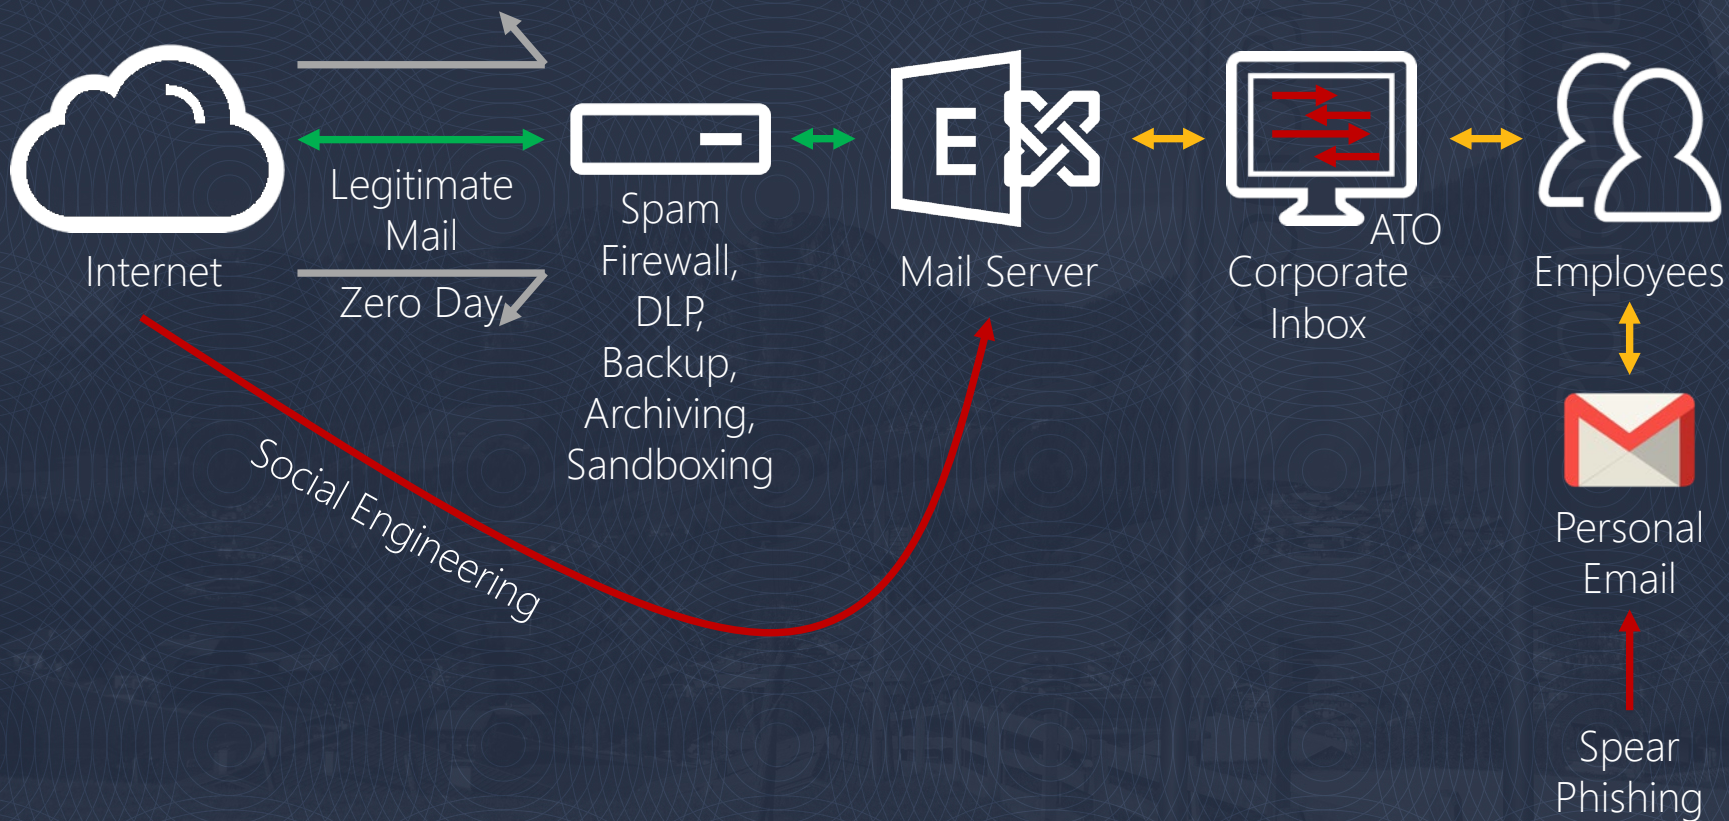 Internet
Legitimate
Mail
Zero Day
Spam
Firewall,
DLP,
Backup,
Archiving,
Sandboxing
E
Mail Server
ATO
Corporate
Inbox
Employees
Social Engineering
Personal
Email
Spear
Phishing